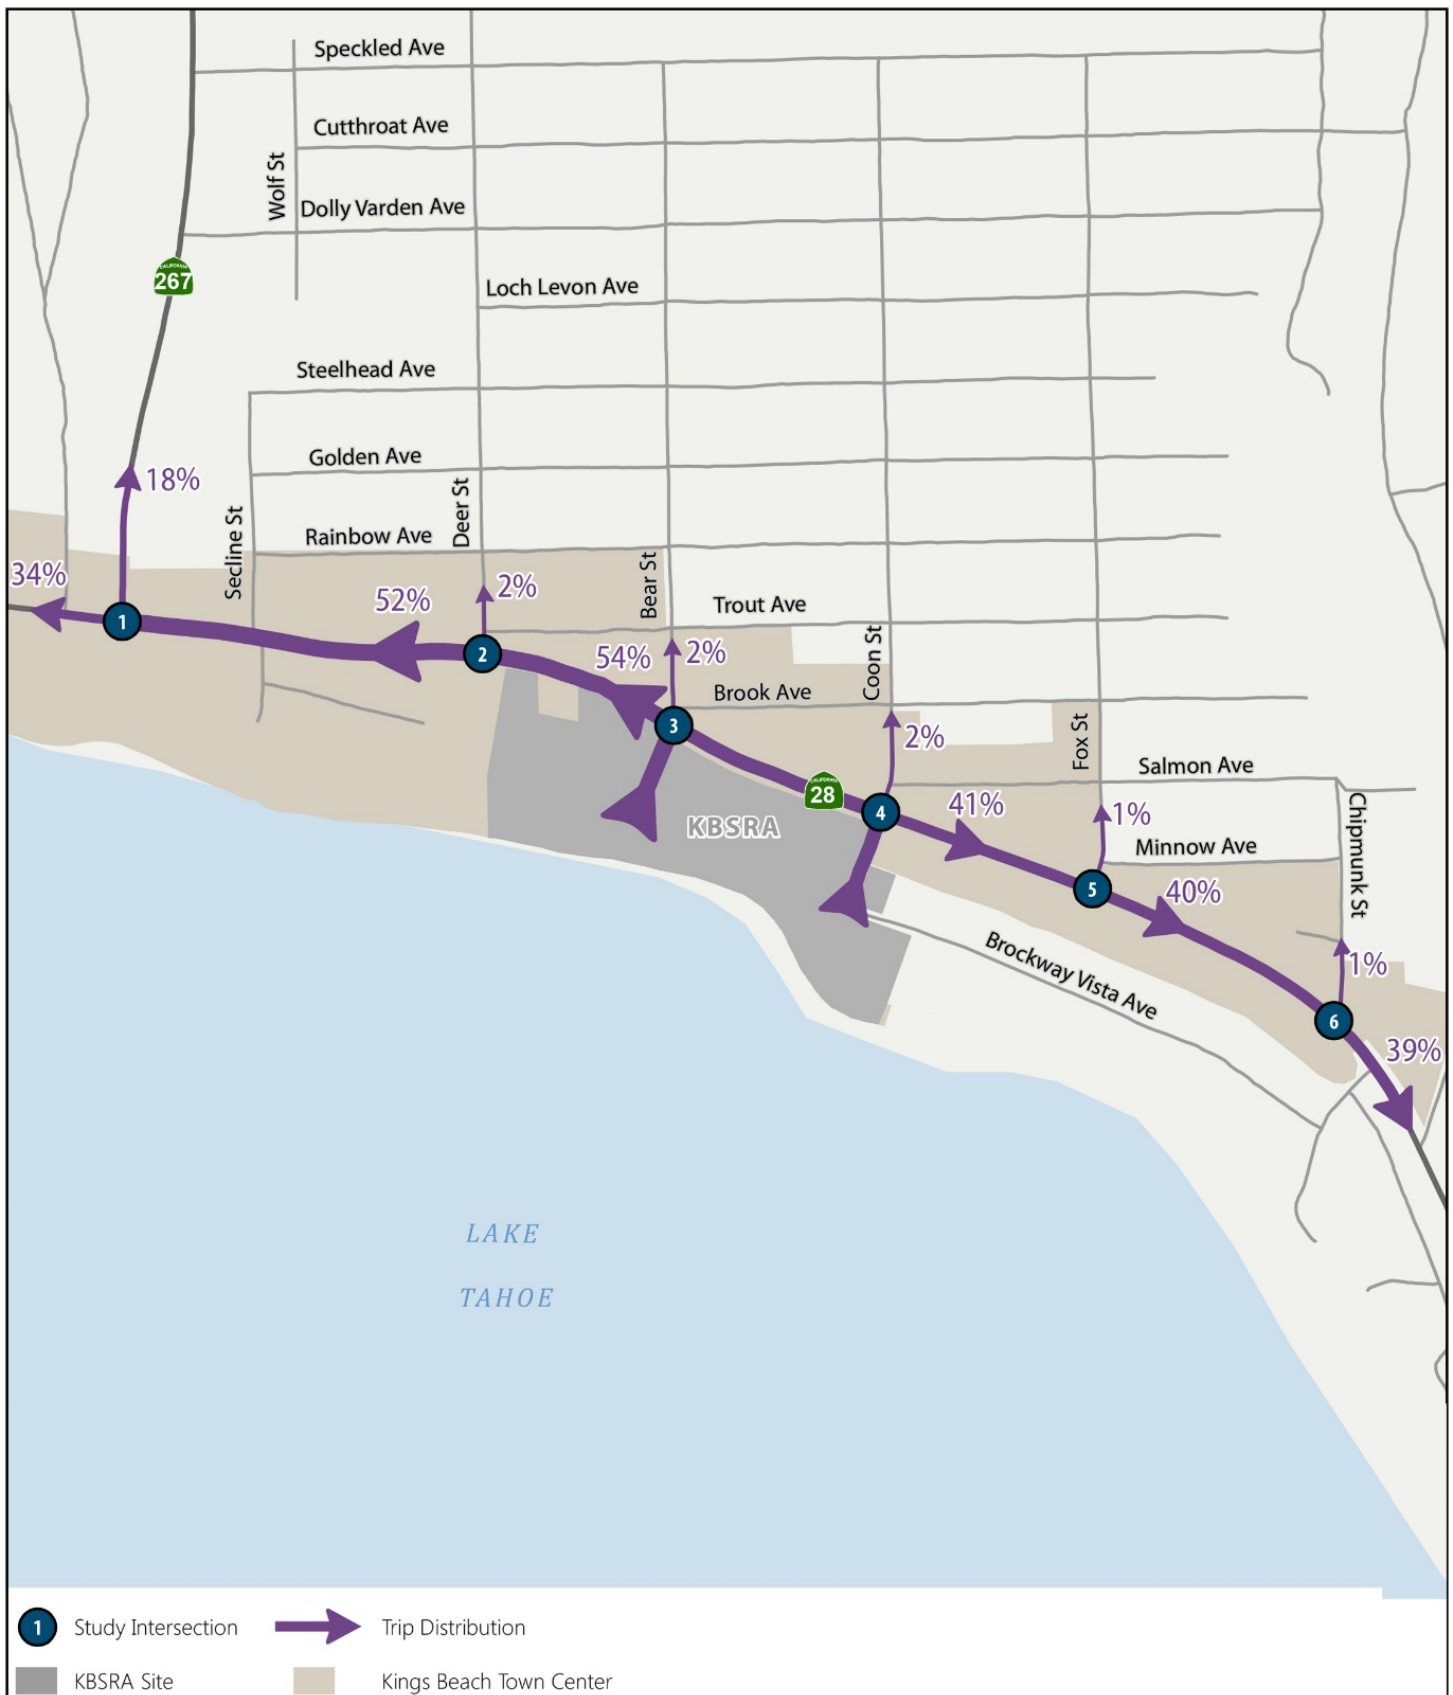 Speckled Ave
Cutthroat Ave
Wolf St
Dolly Varden Ave
CALIFORNIA
267
Loch Levon Ave
Steelhead Ave
Golden Ave
18%
Deer St
Secline St
Rainbow Ave
Bear St
34%
52%
2%
Trout Ave
1
2
54%
2%
Coon St
Brook Ave
3
2%
Fox St
Salmon Ave
CALIFORNIA
28
4
41%
1%
Chipmunk St
KBSRA
Minnow Ave
5
40%
Brockway Vista Ave
1%
6
39%
LAKE
TAHOE
1 Study Intersection Trip Distribution
KBSRA Site Kings Beach Town Center